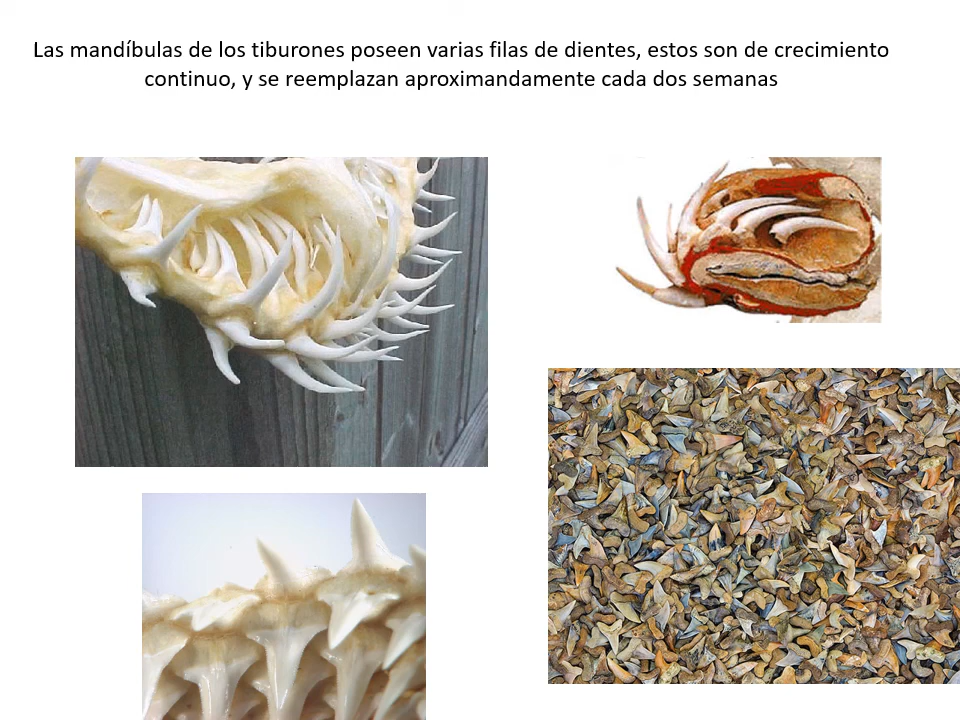 Las mandíbulas de los tiburones poseen varias filas de dientes, estos son de crecimiento
continuo, y se reemplazan aproximandamente cada dos semanas